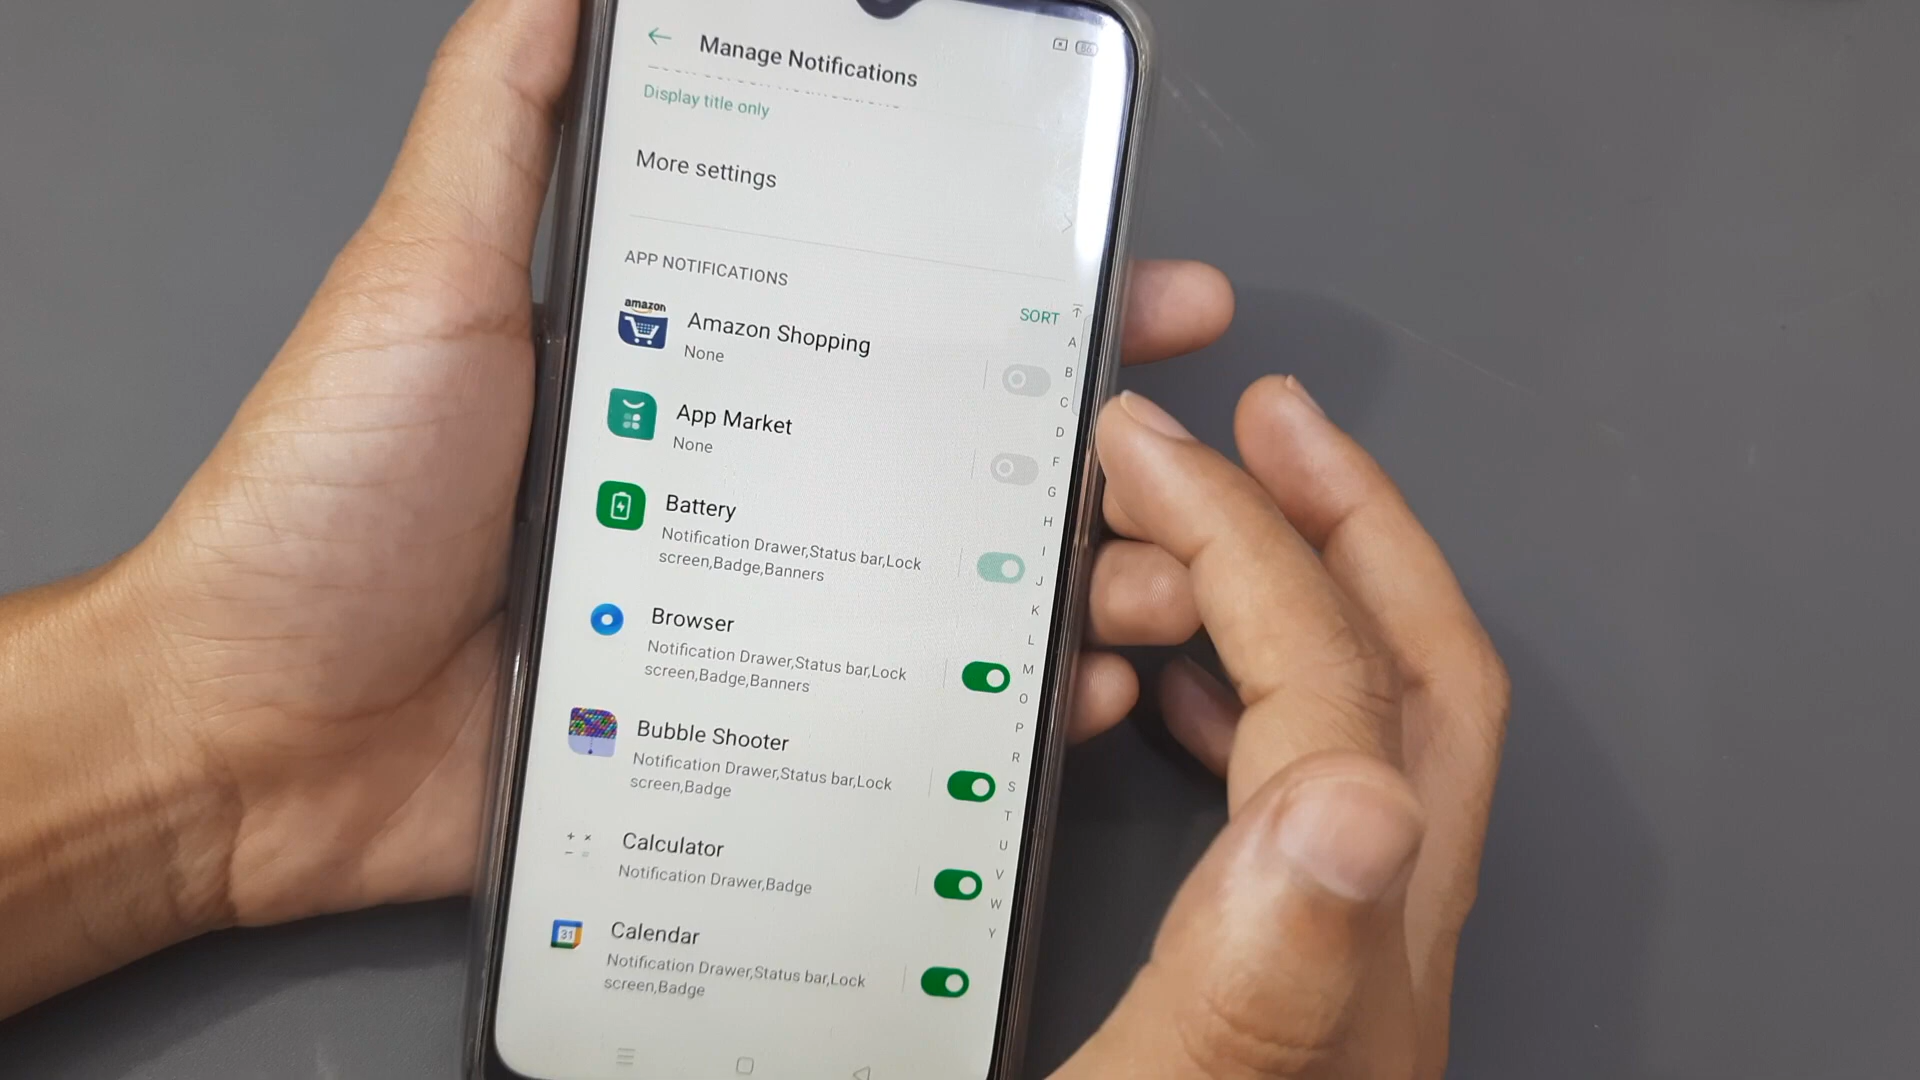 Manage Notifications
Display title only
More settings
APP NOTIFICATIONS
SORT
amazon
Amazon Shopping
None
App Market
None
Battery
Notification Drawer,Status bar,Lock
screen,Badge,Banners
Browser
Notification Drawer,Status bar,Lock
screen,Badge,Banners
Bubble Shooter
Notification Drawer,Status bar,Lock
screen,Badge
Calculator
Notification Drawer,Badge
31
Calendar
Notification Drawer,Status bar,Lock
screen,Badge
A
B
C
D
F
G
H
I
J
K
L
M
O
P
R
S
T
U
V
W
Y